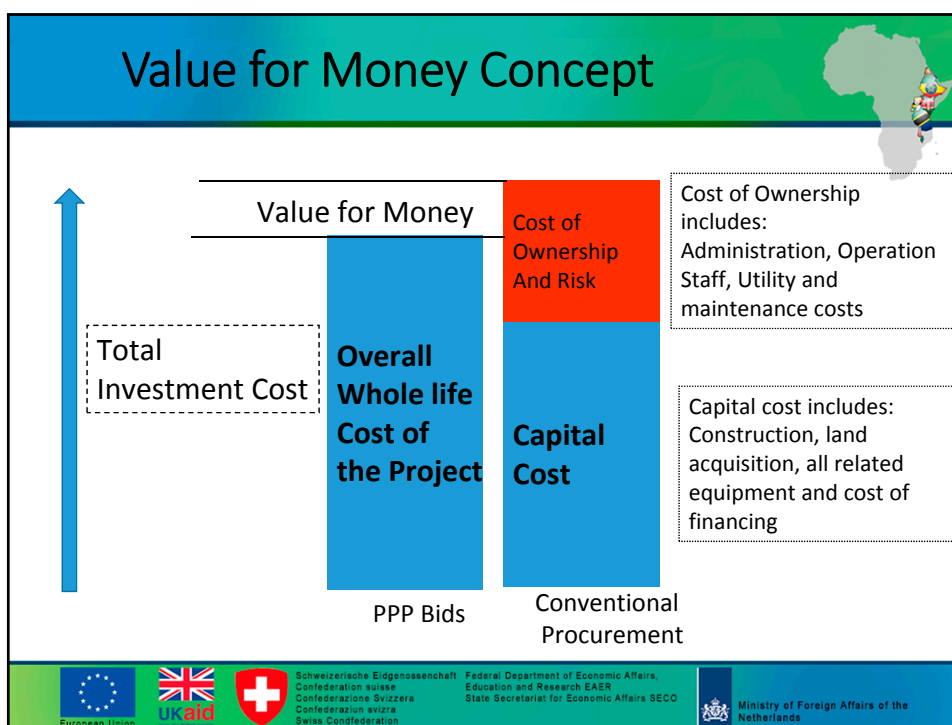 Value for Money Concept
Value for Money
Cost of
Ownership
And Risk
Cost of Ownership
includes:
Administration, Operation
Staff, Utility and
maintenance costs
Total
Investment Cost
Overall
Whole life
Cost of
the Project
Capital
Cost
Capital cost includes:
Construction, land
acquisition, all related
equipment and cost of
financing
PPP Bids
Conventional
Procurement
European Union
UKaid
Schweizerische Eidgenossenschaft
Confederation suisse
Confederazione Svizzera
Confederaziun svizra
Swiss Condfederation
Federal Department of Economic Affairs,
Education and Research EAER
State Secretariat for Economic Affairs SECO
Ministry of Foreign Affairs of the
Netherlands